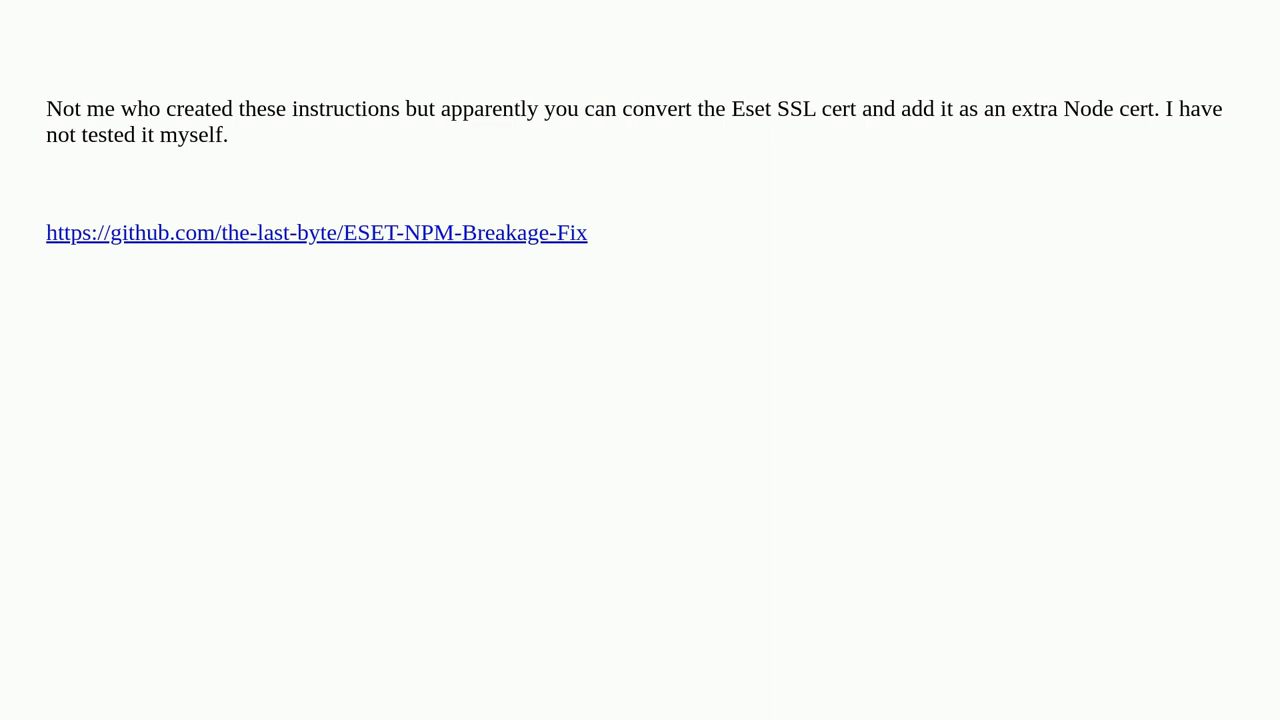 Not me who created these instructions but apparently you can convert the Eset SSL cert and add it as an extra Node cert. I have
not tested it myself.
https://github.com/the-last-byte/ESET-NPM-Breakage-Fix